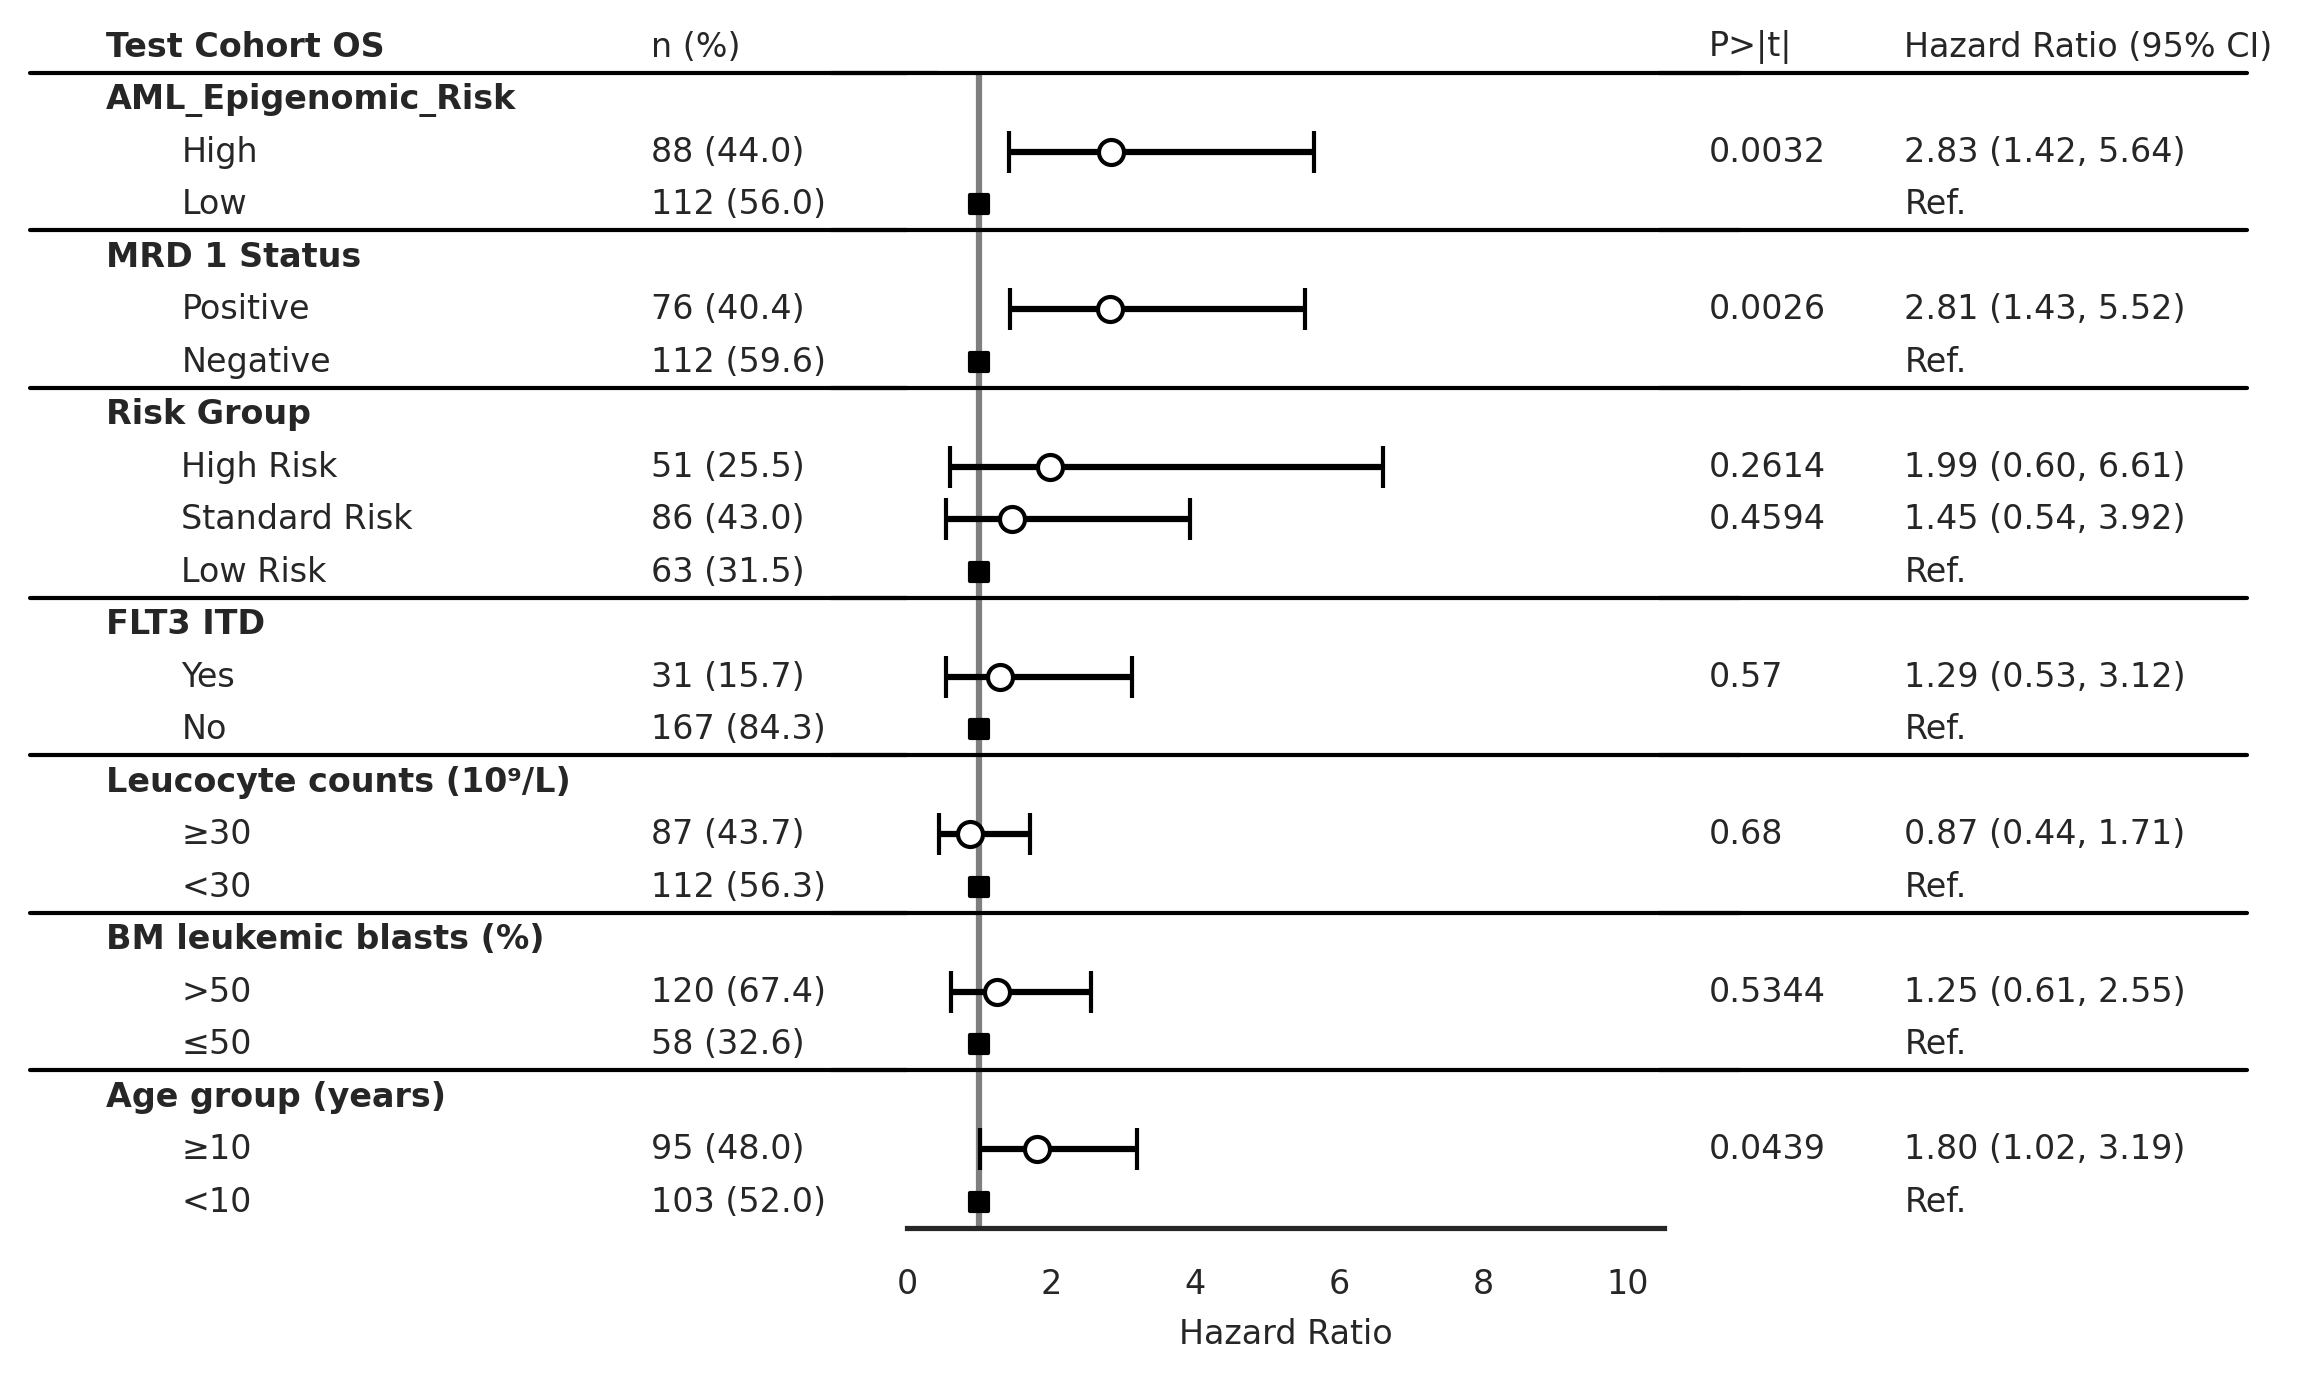 Test Cohort OS n (%) P>|t| Hazard Ratio (95% CI)
AML_Epigenomic_Risk
High 88 (44.0) 0.0032 2.83 (1.42, 5.64)
Low 112 (56.0) Ref.
MRD 1 Status
Positive 76 (40.4) 0.0026 2.81 (1.43, 5.52)
Negative 112 (59.6) Ref.
Risk Group
High Risk 51 (25.5) 0.2614 1.99 (0.60, 6.61)
Standard Risk 86 (43.0) 0.4594 1.45 (0.54, 3.92)
Low Risk 63 (31.5) Ref.
FLT3 ITD
Yes 31 (15.7) 0.57 1.29 (0.53, 3.12)
No 167 (84.3) Ref.
Leucocyte counts (10⁹/L)
≥30 87 (43.7) 0.68 0.87 (0.44, 1.71)
<30 112 (56.3) Ref.
BM leukemic blasts (%)
>50 120 (67.4) 0.5344 1.25 (0.61, 2.55)
≤50 58 (32.6) Ref.
Age group (years)
≥10 95 (48.0) 0.0439 1.80 (1.02, 3.19)
<10 103 (52.0) Ref.
0 2 4 6 8 10
Hazard Ratio